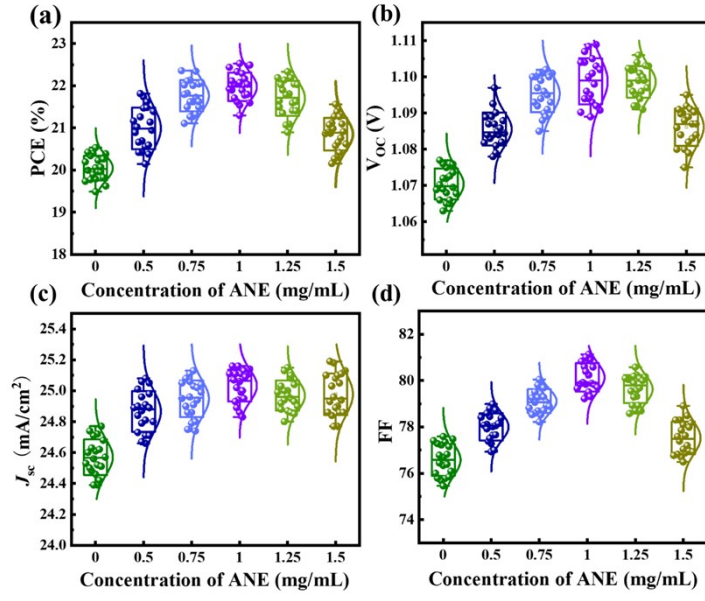 (a)
23
22
21
20
19
18
PCE (%)
0 0.5 0.75 1 1.25 1.5
Concentration of ANE (mg/mL)
(b)
1.11
1.10
1.09
1.08
1.07
1.06
VOC (V)
0 0.5 0.75 1 1.25 1.5
Concentration of ANE (mg/mL)
(c)
25.4
25.2
25.0
24.8
24.6
24.4
24.2
24.0
Jsc (mA/cm²)
0 0.5 0.75 1 1.25 1.5
Concentration of ANE (mg/mL)
(d)
82
80
78
76
74
FF
0 0.5 0.75 1 1.25 1.5
Concentration of ANE (mg/mL)